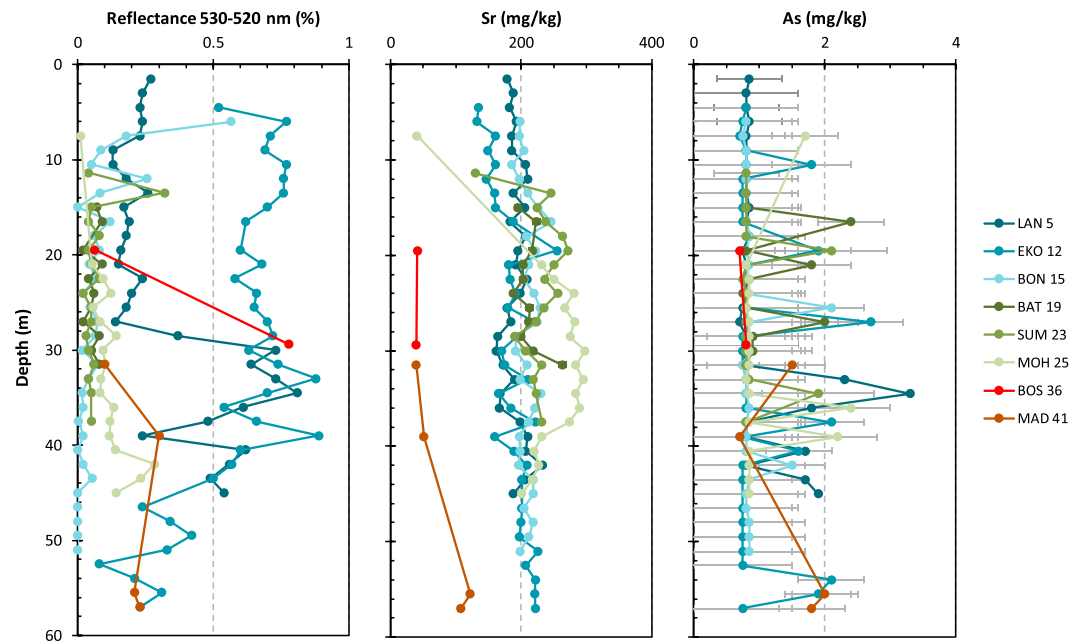 Reflectance 530-520 nm (%)
Sr (mg/kg)
As (mg/kg)
0 0.5 1
0 200 400
0 2 4
0
10
20
30
40
50
60
Depth (m)
LAN 5
EKO 12
BON 15
BAT 19
SUM 23
MOH 25
BOS 36
MAD 41